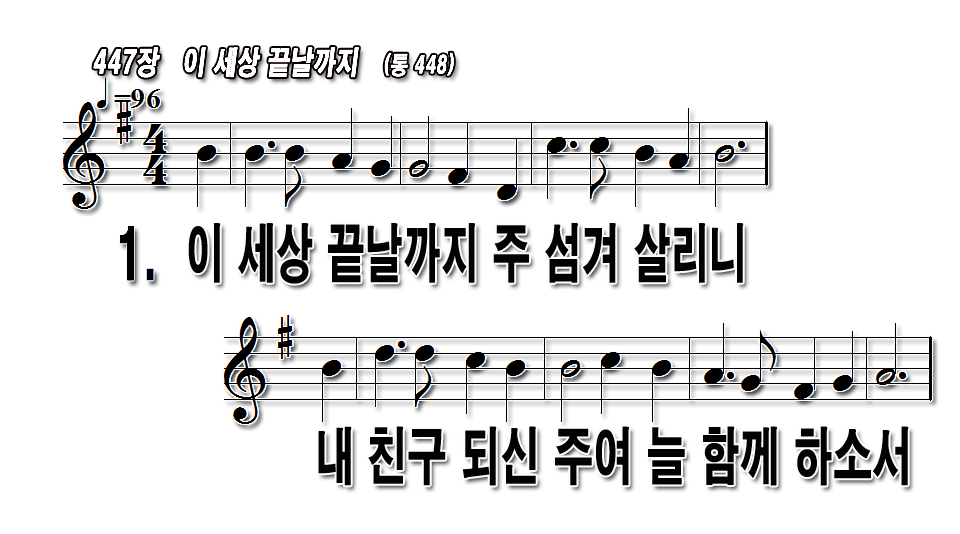 447장 이 세상 끝날까지 (통 448)
♩=96
4/4
1. 이 세상 끝날까지 주 섬겨 살리니
내 친구 되신 주여 늘 함께 하소서